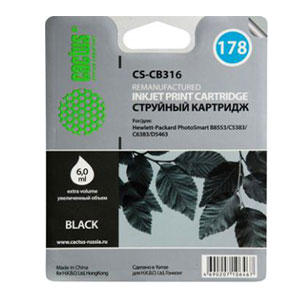 cactus
178
CS-CB316
REMANUFACTURED
INKJET PRINT CARTRIDGE
СТРУЙНЫЙ КАРТРИДЖ
For/для:
Hewlett-Packard PhotoSmart B8553/C5383/
C6383/D5463
6,0
ml
extra volume
увеличенный объем
BLACK
www.cactus-russia.ru
Made in China
for H.K.B.O Ltd, HongKong
Сделано в Китае
для H.K.B.O Ltd, Гонконг